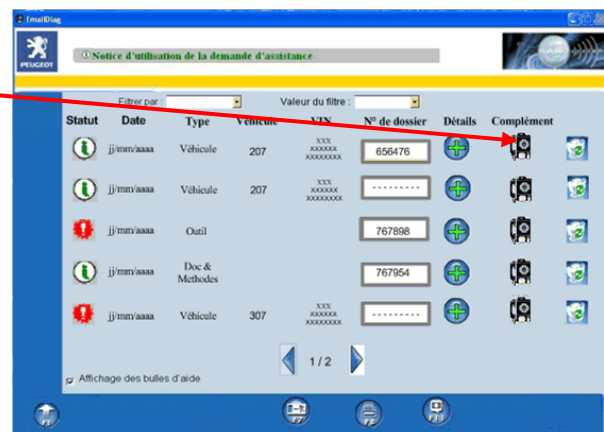 EmailDiag
PEUGEOT
Notice d'utilisation de la demande d'assistance
Filtrer par :
Valeur du filtre :
Statut Date Type Véhicule VIN N° de dossier Détails Complément
jj/mm/aaaa Véhicule 207 XXX XXXXXX XXXXXXXX 656476
jj/mm/aaaa Véhicule 207 XXX XXXXXX XXXXXXXX ---------
jj/mm/aaaa Outil 767898
jj/mm/aaaa Doc & Methodes 767954
jj/mm/aaaa Véhicule 307 XXX XXXXXX XXXXXXXX ---------
1 / 2
Affichage des bulles d'aide